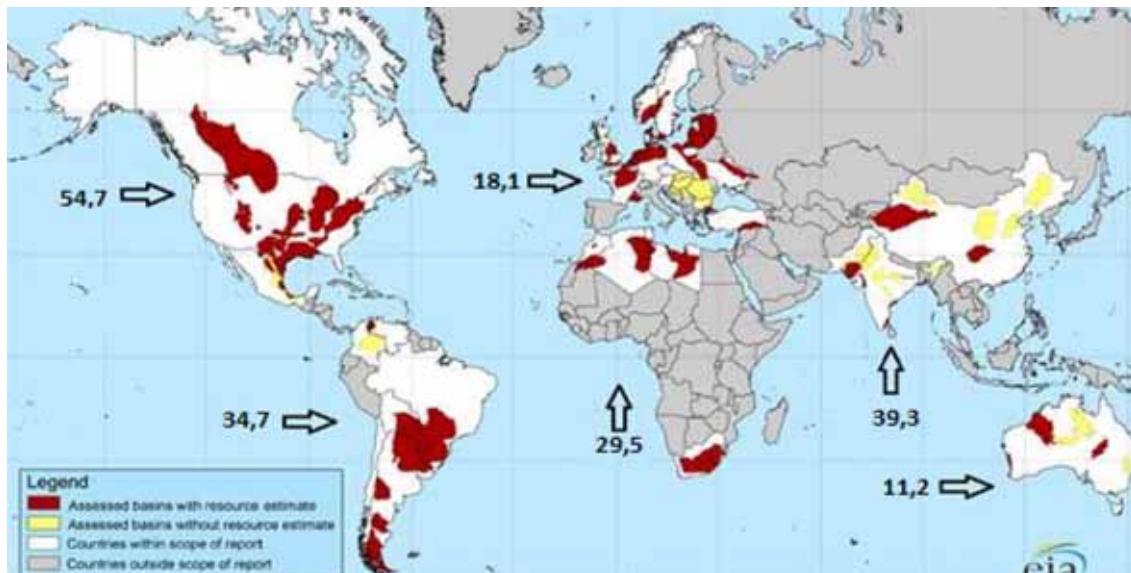 54,7
18,1
34,7
29,5
39,3
11,2
Legend
Assessed basins with resource estimate
Assessed basins without resource estimate
Countries within scope of report
Countries outside scope of report
eia